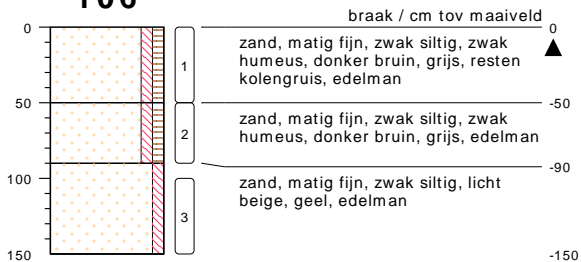 106
braak / cm tov maaiveld
0
0
zand, matig fijn, zwak siltig, zwak
humeus, donker bruin, grijs, resten
kolengruis, edelman
1
50
-50
zand, matig fijn, zwak siltig, zwak
humeus, donker bruin, grijs, edelman
2
-90
100
zand, matig fijn, zwak siltig, licht
beige, geel, edelman
3
150
-150